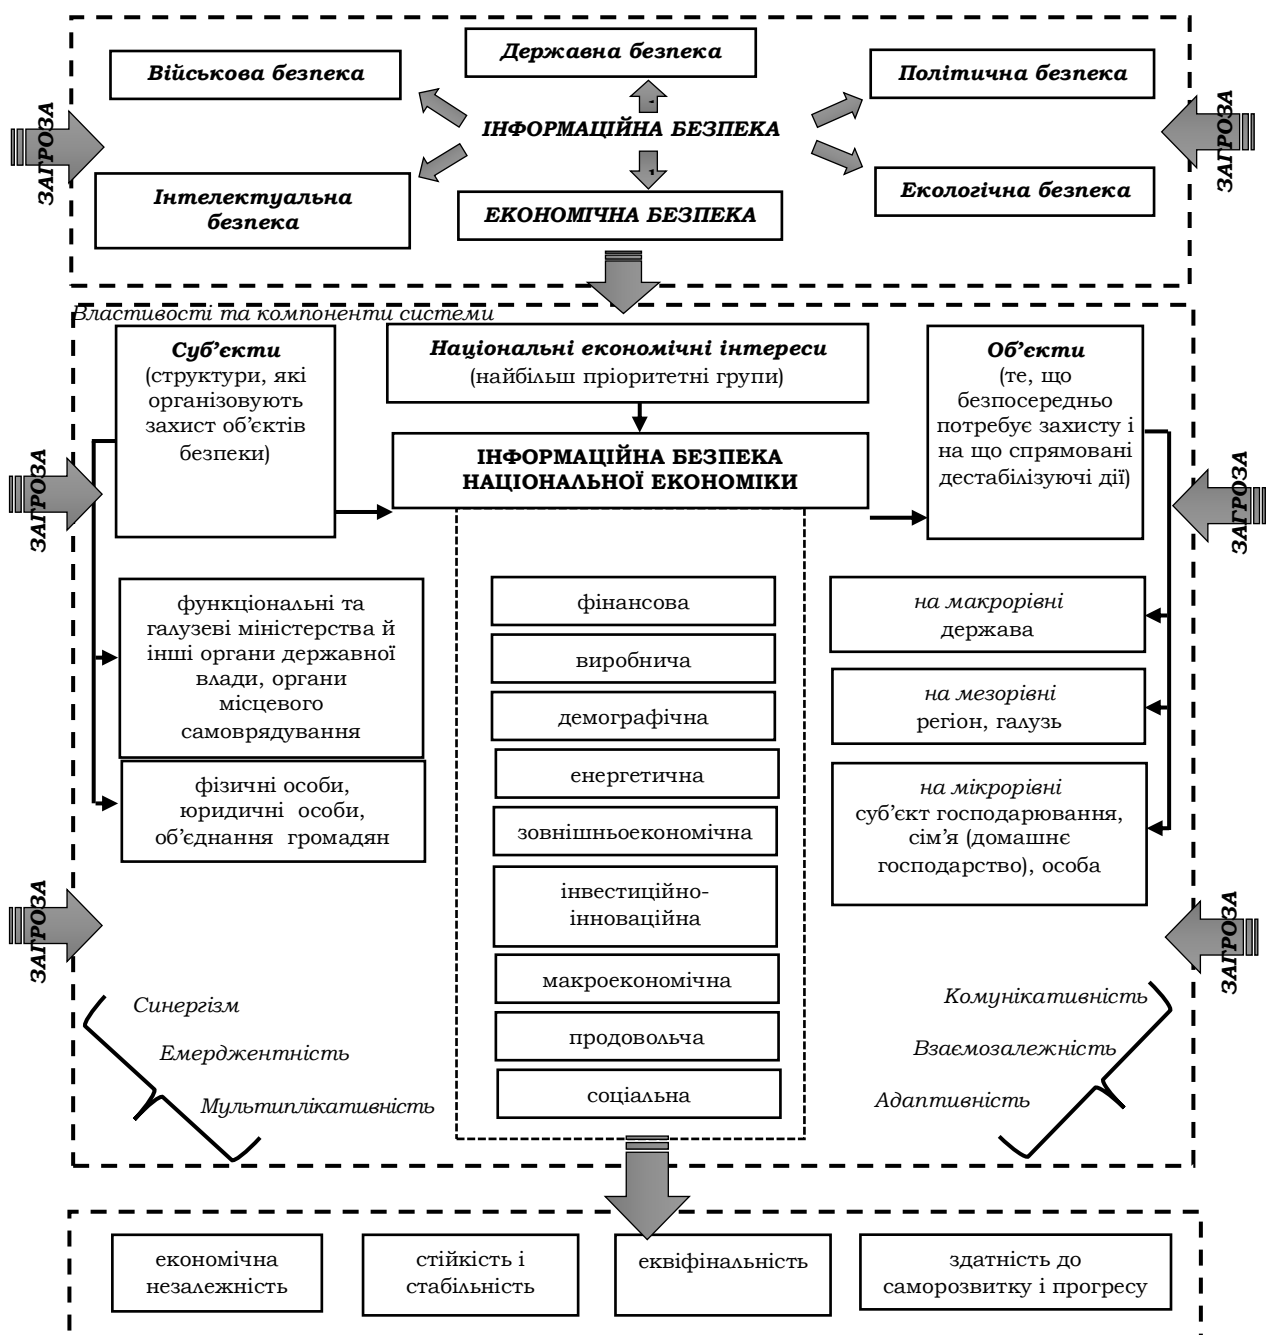 Державна безпека
Військова безпека
Політична безпека
ІНФОРМАЦІЙНА БЕЗПЕКА
ЗАГРОЗА
ЗАГРОЗА
Інтелектуальна
безпека
ЕКОНОМІЧНА БЕЗПЕКА
Екологічна безпека
Властивості та компоненти системи
Суб’єкти
(структури, які
організовують
захист об’єктів
безпеки)
Національні економічні інтереси
(найбільш пріоритетні групи)
Об’єкти
(те, що
безпосередньо
потребує захисту і
на що спрямовані
дестабілізуючі дії)
ІНФОРМАЦІЙНА БЕЗПЕКА
НАЦІОНАЛЬНОЇ ЕКОНОМІКИ
ЗАГРОЗА
ЗАГРОЗА
функціональні та
галузеві міністерства й
інші органи державної
влади, органи
місцевого
самоврядування
фізичні особи,
юридичні особи,
об’єднання громадян
фінансова
виробнича
демографічна
енергетична
зовнішньоекономічна
інвестиційно-
інноваційна
макроекономічна
продовольча
соціальна
на макрорівні
держава
на мезорівні
регіон, галузь
на мікрорівні
суб’єкт господарювання,
сім’я (домашнє
господарство), особа
ЗАГРОЗА
ЗАГРОЗА
Синергізм
Емерджентність
Мультиплікативність
Комунікативність
Взаємозалежність
Адаптивність
економічна
незалежність
стійкість і
стабільність
еквіфінальність
здатність до
саморозвитку і прогресу